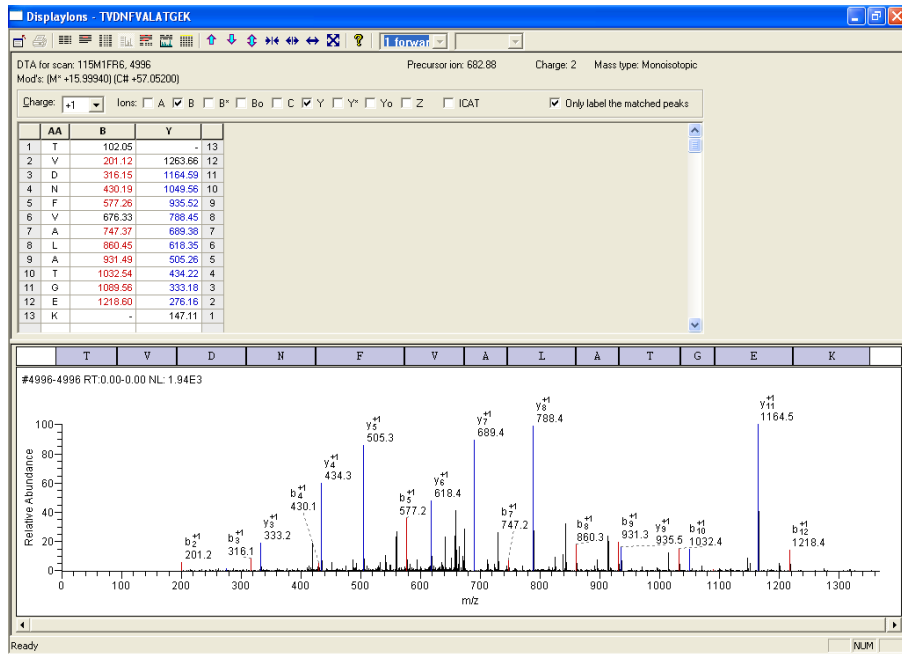 DisplayIons - TVDNFVALATGEK
1 forwar
DTA for scan: 115M1FR6, 4996 Precursor ion: 682.88 Charge: 2 Mass type: Monoisotopic
Mod's: (M* +15.99940) (C# +57.05200)
Charge: +1 Ions: A B B* Bo C Y Y* Yo Z ICAT Only label the matched peaks
AA B Y
1 T 102.05 - 13
2 V 201.12 1263.66 12
3 D 316.15 1164.59 11
4 N 430.19 1049.56 10
5 F 577.26 935.52 9
6 V 676.33 788.45 8
7 A 747.37 689.38 7
8 L 860.45 618.35 6
9 A 931.49 505.26 5
10 T 1032.54 434.22 4
11 G 1089.56 333.18 3
12 E 1218.60 276.16 2
13 K - 147.11 1
T V D N F V A L A T G E K
#4996-4996 RT:0.00-0.00 NL: 1.94E3
y11 +1 1164.5
y8 +1 788.4
y7 +1 689.4
y5 +1 505.3
y4 +1 434.3
y6 +1 618.4
b4 +1 430.1
b5 +1 577.2
y3 +1 333.2
b2 +1 201.2
b3 +1 316.1
b7 +1 747.2
b8 +1 860.3
b9 +1 931.3
y9 +1 935.5
b10 +1 1032.4
b12 +1 1218.4
Relative Abundance
100
80
60
40
20
0
0 100 200 300 400 500 600 700 800 900 1000 1100 1200 1300
m/z
Ready NUM